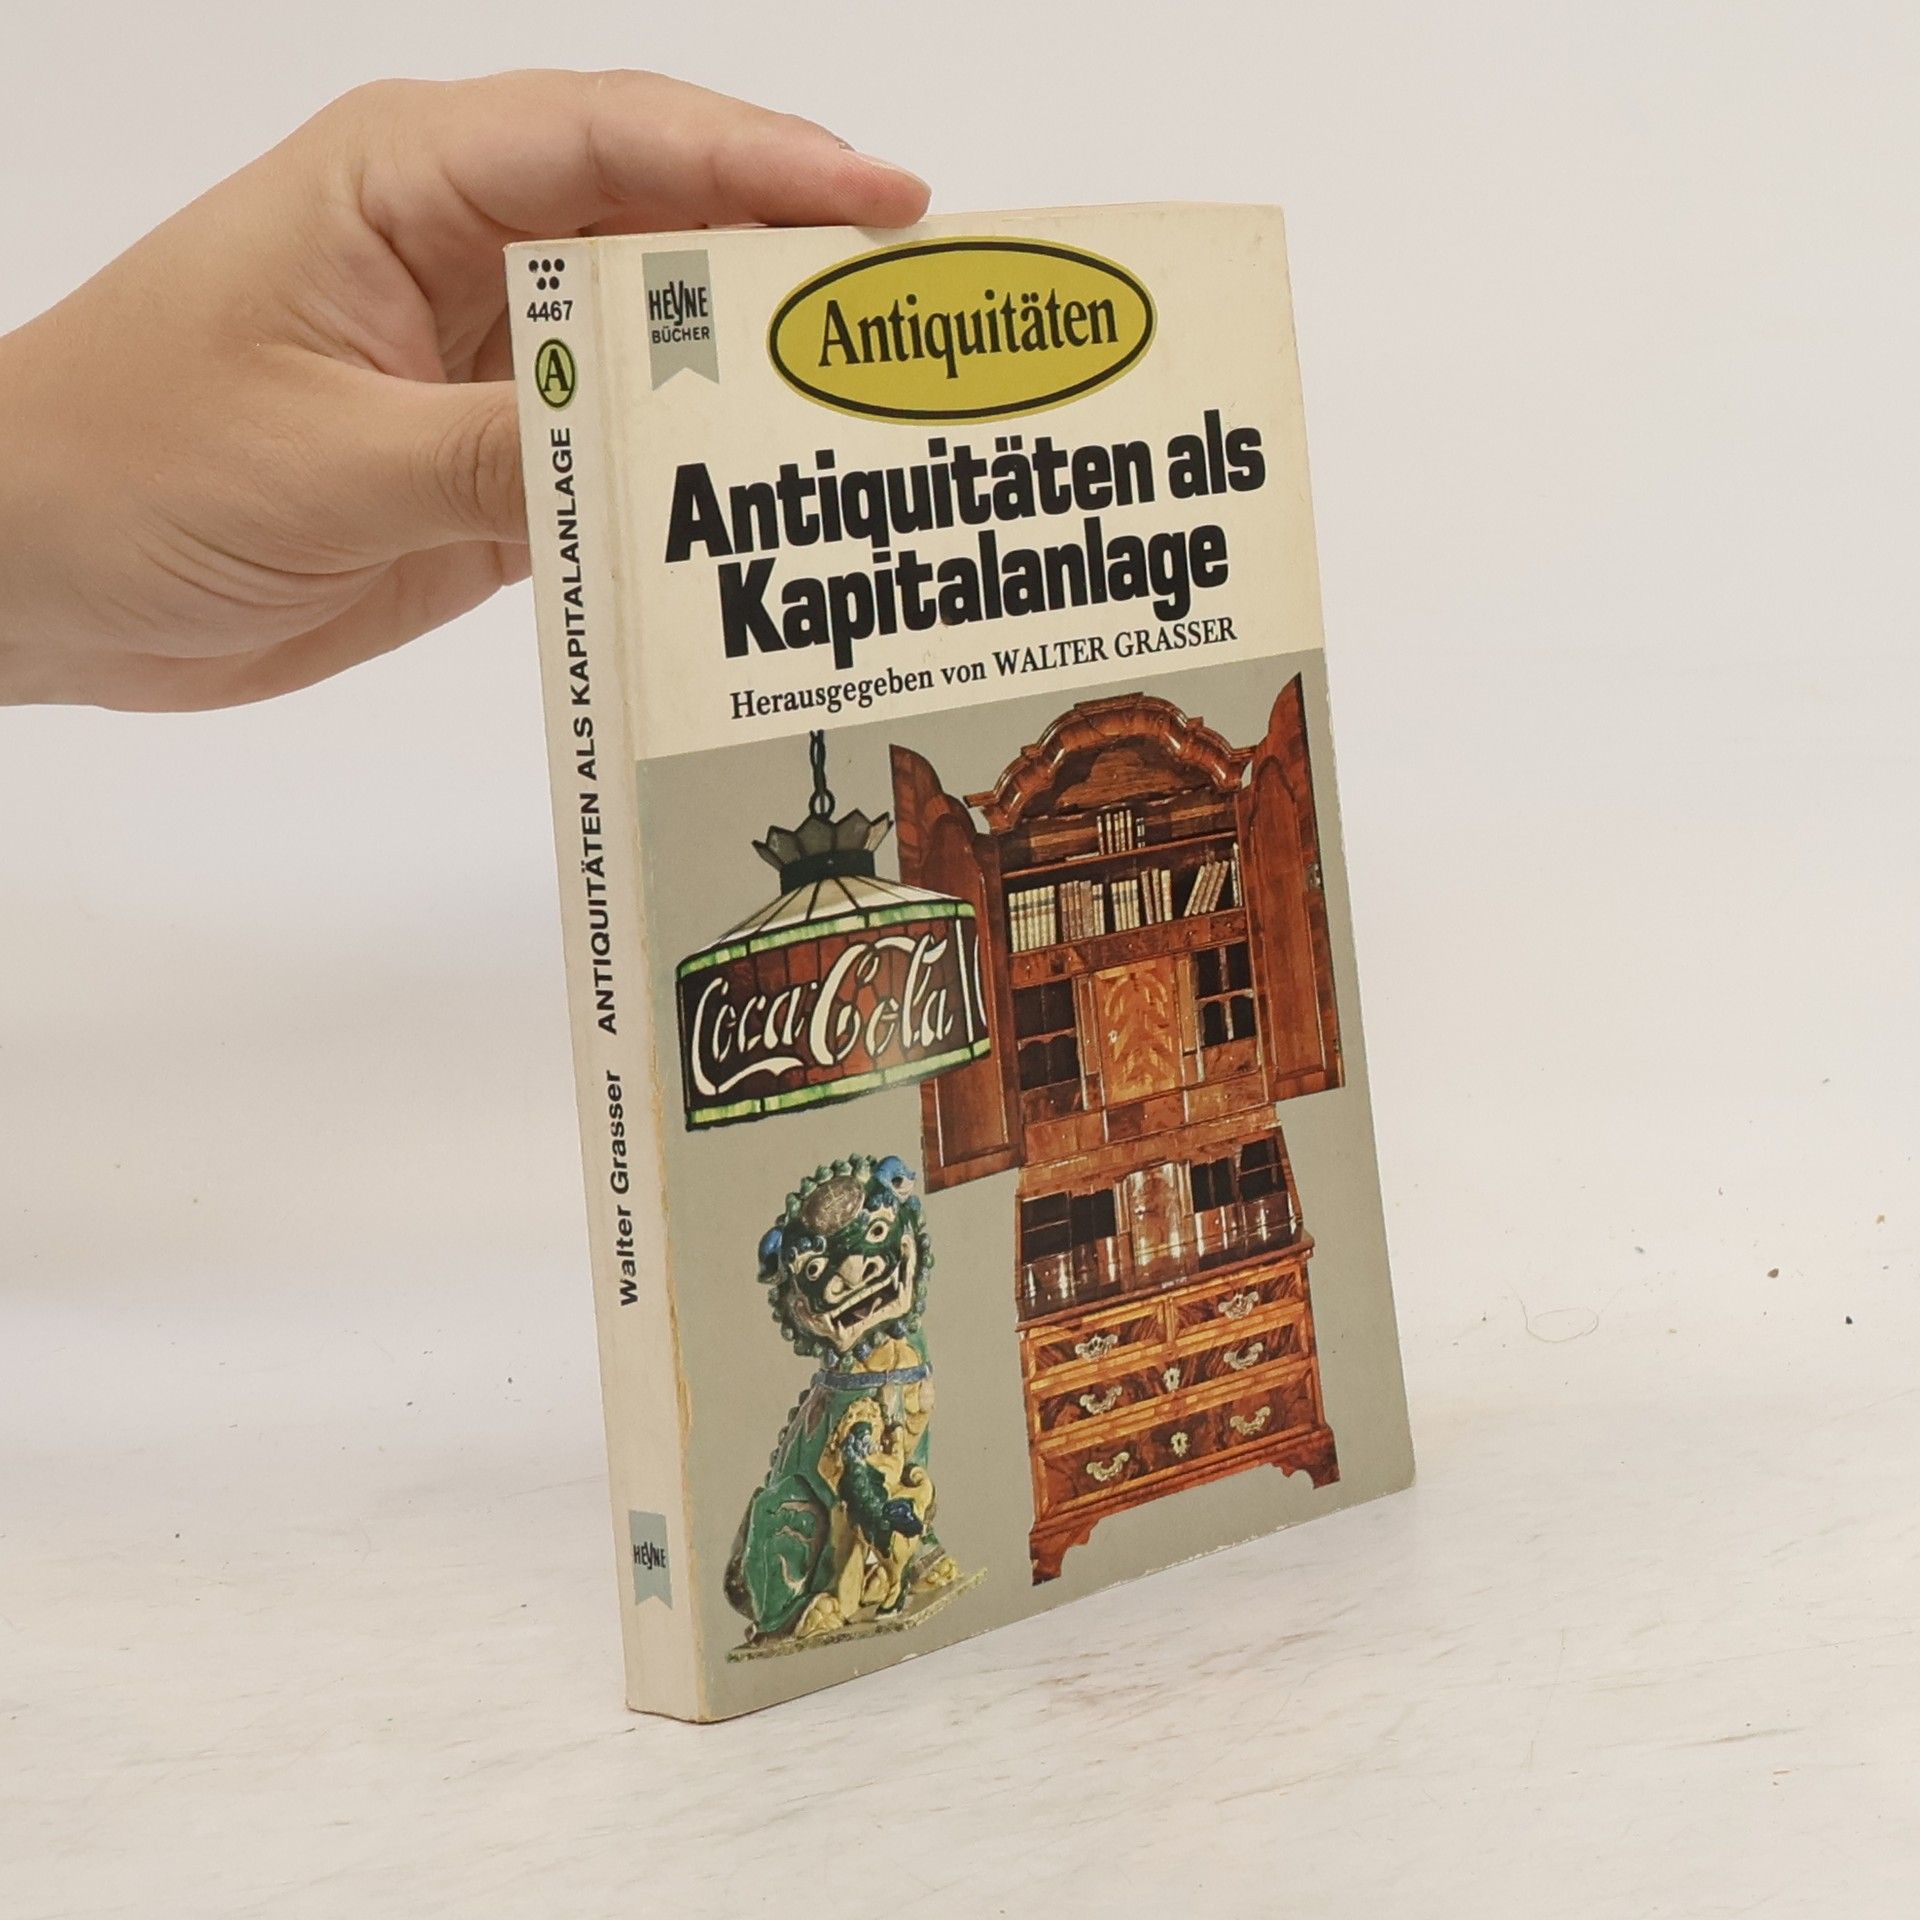 4467
A
ANTIQUITÄTEN ALS KAPITALANLAGE
Walter Grasser
HEYNE
HEYNE
BÜCHER
Antiquitäten
Antiquitäten als
Kapitalanlage
Herausgegeben von WALTER GRASSER
Coca-Cola